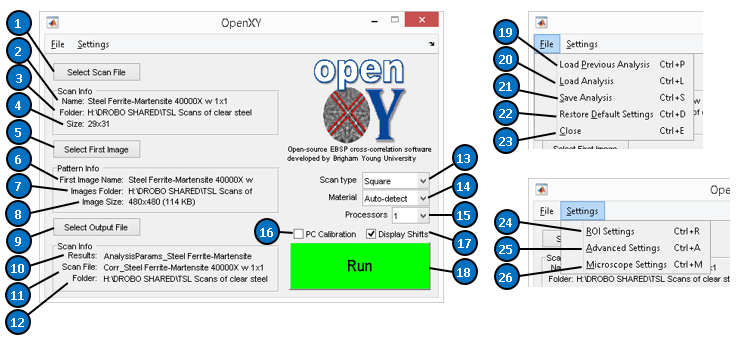 OpenXY
File Settings
1
Select Scan File
2
3
4
Scan Info
Name: Steel Ferrite-Martensite 40000X w 1x1
Folder: H:\DROBO SHARED\TSL Scans of clear steel
Size: 29x31
5
Select First Image
6
7
8
Pattern Info
First Image Name: Steel Ferrite-Martensite 40000X w
Images Folder: H:\DROBO SHARED\TSL Scans of
Image Size: 480x480 (114 KB)
9
Select Output File
10
11
12
Scan Info
Results: AnalysisParams_Steel Ferrite-Martensite
Scan File: Corr_Steel Ferrite-Martensite 40000X w 1x1
Folder: H:\DROBO SHARED\TSL Scans of clear steel
open
XY
Open-source EBSP cross-correlation software
developed by Brigham Young University
Scan type Square 13
Material Auto-detect 14
Processors 1 15
16 PC Calibration Display Shifts 17
Run 18
File Settings
19 Load Previous Analysis Ctrl+P
20 Load Analysis Ctrl+L
21 Save Analysis Ctrl+S
22 Restore Default Settings Ctrl+D
23 Close Ctrl+E
Select First Image
Op
File Settings
24 ROI Settings Ctrl+R
25 Advanced Settings Ctrl+A
26 Microscope Settings Ctrl+M
Folder: H:\DROBO SHARED\TSL Scans of clear steel